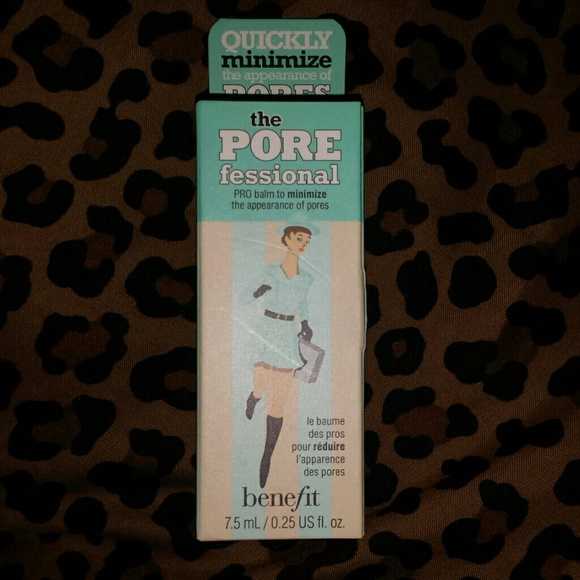 QUICKLY
minimize
the appearance of
PORES
the
PORE
fessional
PRO balm to minimize
the appearance of pores
le baume
des pros
pour réduire
l'apparence
des pores
benefit
7.5 mL / 0.25 US fl. oz.